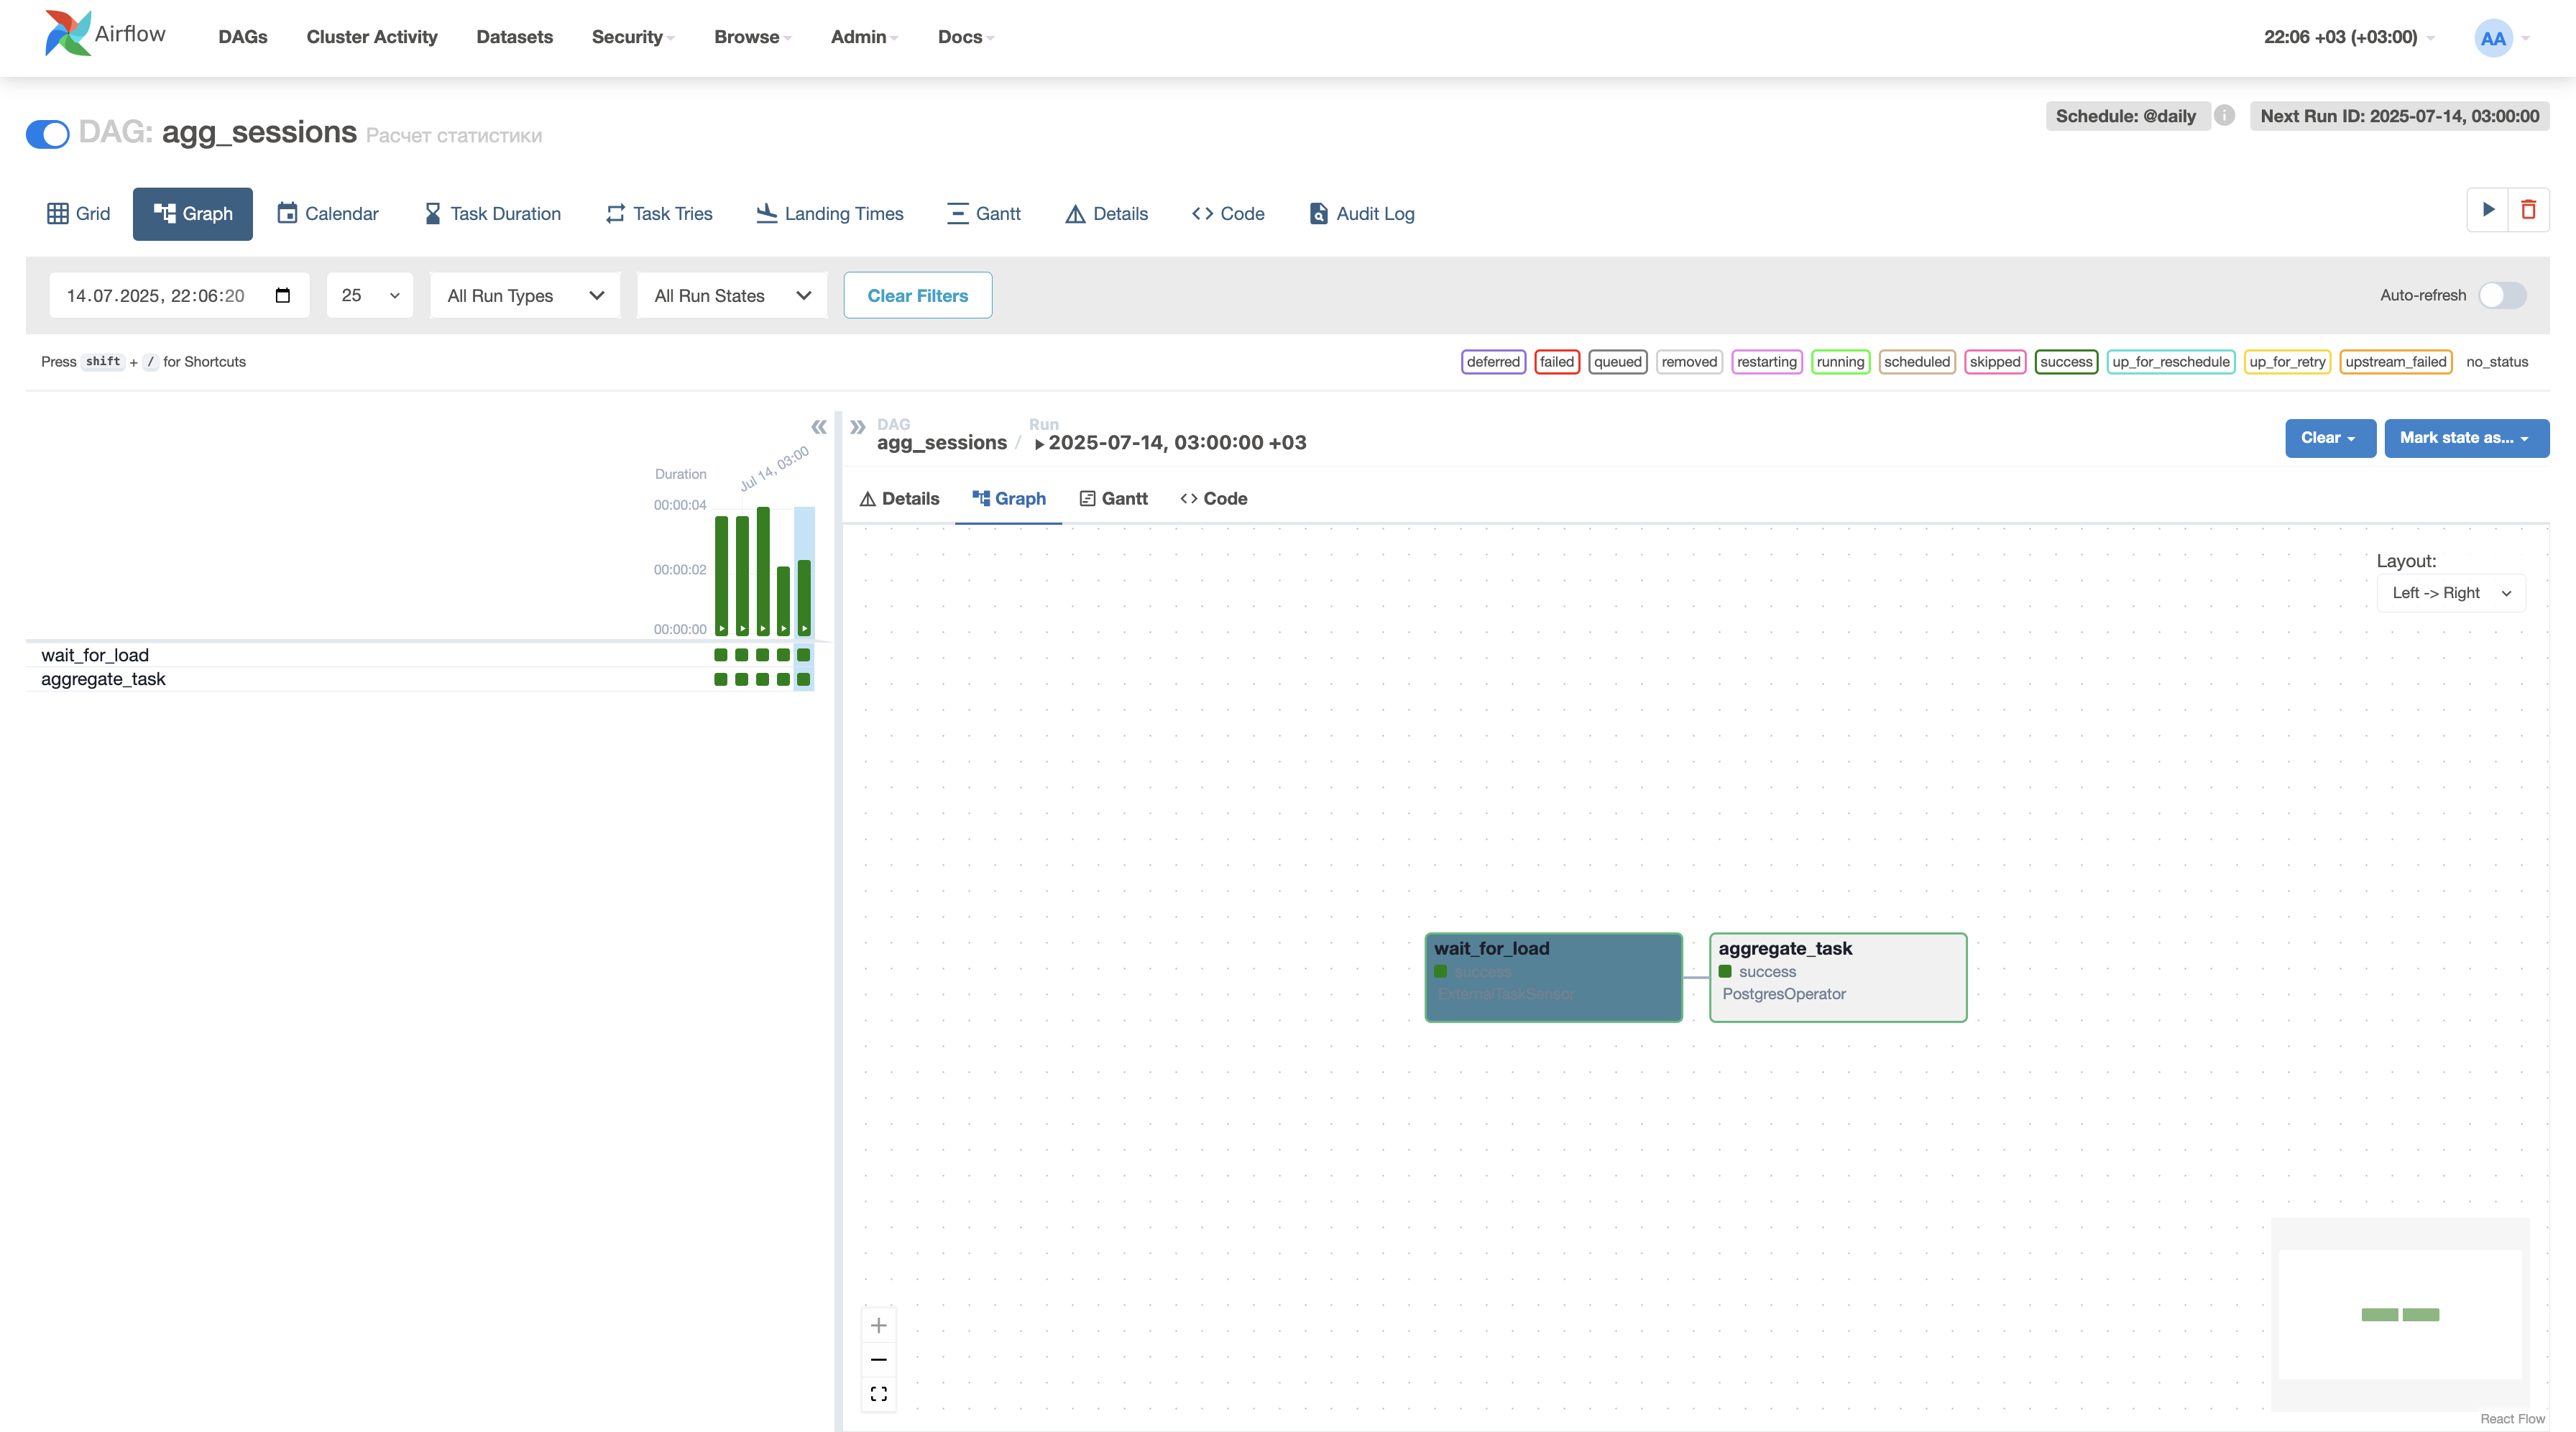 Airflow DAGs Cluster Activity Datasets Security Browse Admin Docs 22:06 +03 (+03:00) AA
DAG: agg_sessions Расчет статистики Schedule: @daily i Next Run ID: 2025-07-14, 03:00:00
Grid Graph Calendar Task Duration Task Tries Landing Times Gantt Details Code Audit Log
14.07.2025, 22:06:20 25 All Run Types All Run States Clear Filters Auto-refresh
Press shift + / for Shortcuts deferred failed queued removed restarting running scheduled skipped success up_for_reschedule up_for_retry upstream_failed no_status
Duration
Jul 14, 03:00
00:00:04
00:00:02
00:00:00
wait_for_load
aggregate_task
DAG Run
agg_sessions / 2025-07-14, 03:00:00 +03 Clear Mark state as...
Details Graph Gantt Code
Layout:
Left -> Right
wait_for_load
success
ExternalTaskSensor
aggregate_task
success
PostgresOperator
React Flow